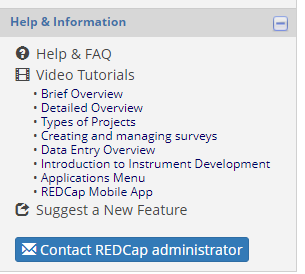 Help & Information
Help & FAQ
Video Tutorials
• Brief Overview
• Detailed Overview
• Types of Projects
• Creating and managing surveys
• Data Entry Overview
• Introduction to Instrument Development
• Applications Menu
• REDCap Mobile App
Suggest a New Feature
Contact REDCap administrator